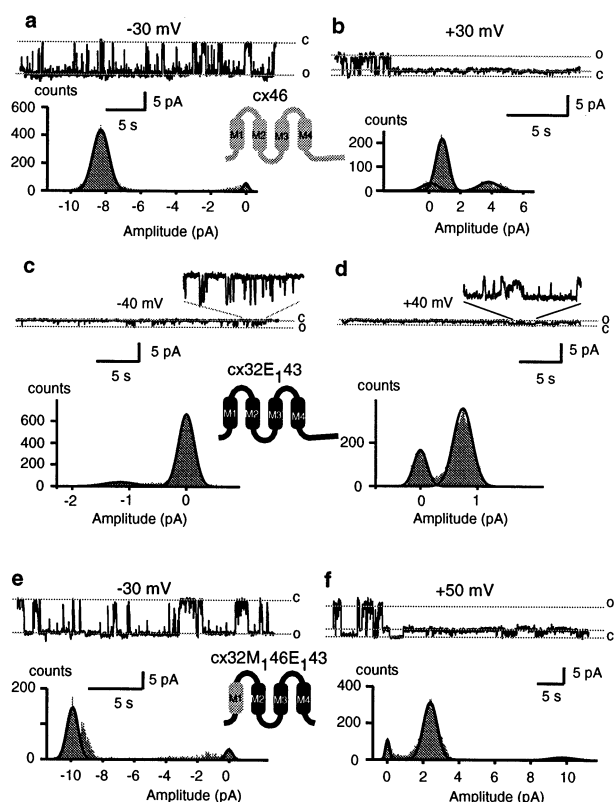 a
-30 mV
c
o
5 pA
5 s
counts
600
400
200
0
-10
-8
-6
-4
-2
0
Amplitude (pA)
cx46
M1 M2 M3 M4
b
+30 mV
o
c
5 pA
5 s
counts
200
100
0
0
2
4
6
Amplitude (pA)
c
-40 mV
c
o
5 pA
5 s
counts
600
400
200
0
-2
-1
0
Amplitude (pA)
cx32E₁43
M1 M2 M3 M4
d
+40 mV
o
c
5 pA
5 s
counts
200
0
0
1
Amplitude (pA)
e
-30 mV
c
o
5 pA
5 s
counts
200
100
0
-10
-8
-6
-4
-2
0
Amplitude (pA)
cx32M₁46E₁43
M1 M2 M3 M4
f
+50 mV
o
c
5 pA
5 s
counts
400
200
0
0
2
4
6
8
10
Amplitude (pA)